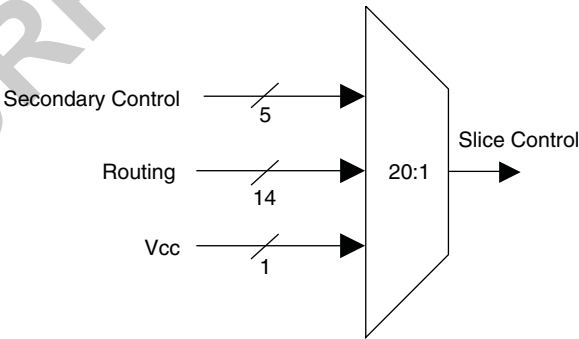 Secondary Control
5
Routing
14
Vcc
1
20:1
Slice Control